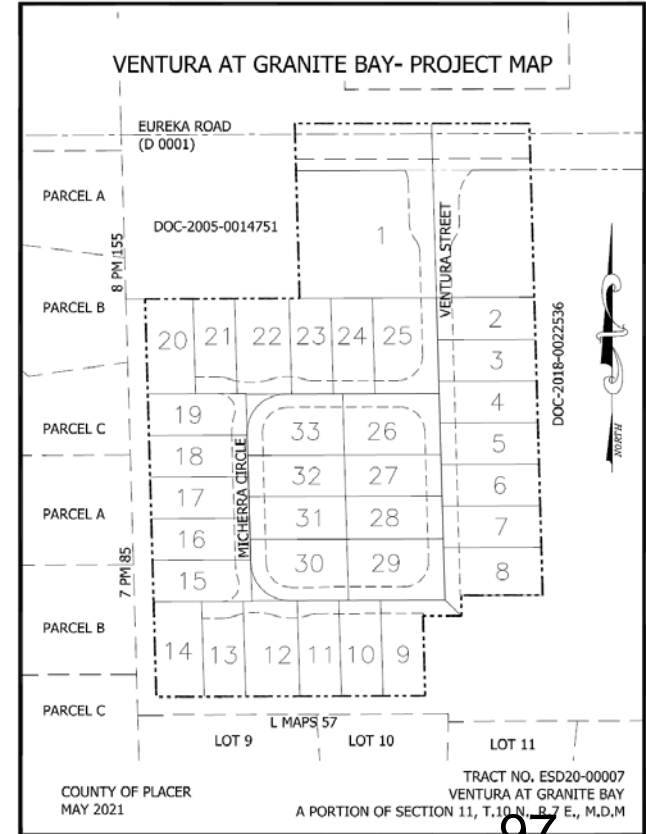 VENTURA AT GRANITE BAY- PROJECT MAP
EUREKA ROAD
(D 0001)
PARCEL A
DOC-2005-0014751
1
8 PM 155
VENTURA STREET
PARCEL B
20 21 22 23 24 25
2
3
DOC-2018-0022536
NORTH
4
PARCEL C
19
33 26
5
18
MICHERRA CIRCLE
32 27
6
17
PARCEL A
31 28
7
16
30 29
8
15
7 PM 85
PARCEL B
14 13 12 11 10 9
PARCEL C
L MAPS 57
LOT 9 LOT 10 LOT 11
COUNTY OF PLACER
MAY 2021
TRACT NO. ESD20-00007
VENTURA AT GRANITE BAY
A PORTION OF SECTION 11, T.10 N., R.7 E., M.D.M
97